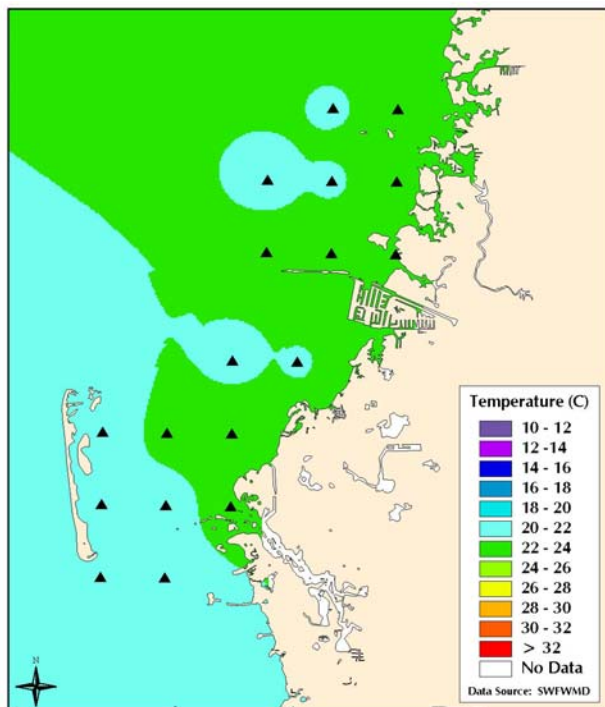 Temperature (C)
10 - 12
12 -14
14 - 16
16 - 18
18 - 20
20 - 22
22 - 24
24 - 26
26 - 28
28 - 30
30 - 32
> 32
No Data
Data Source: SWFWMD
N